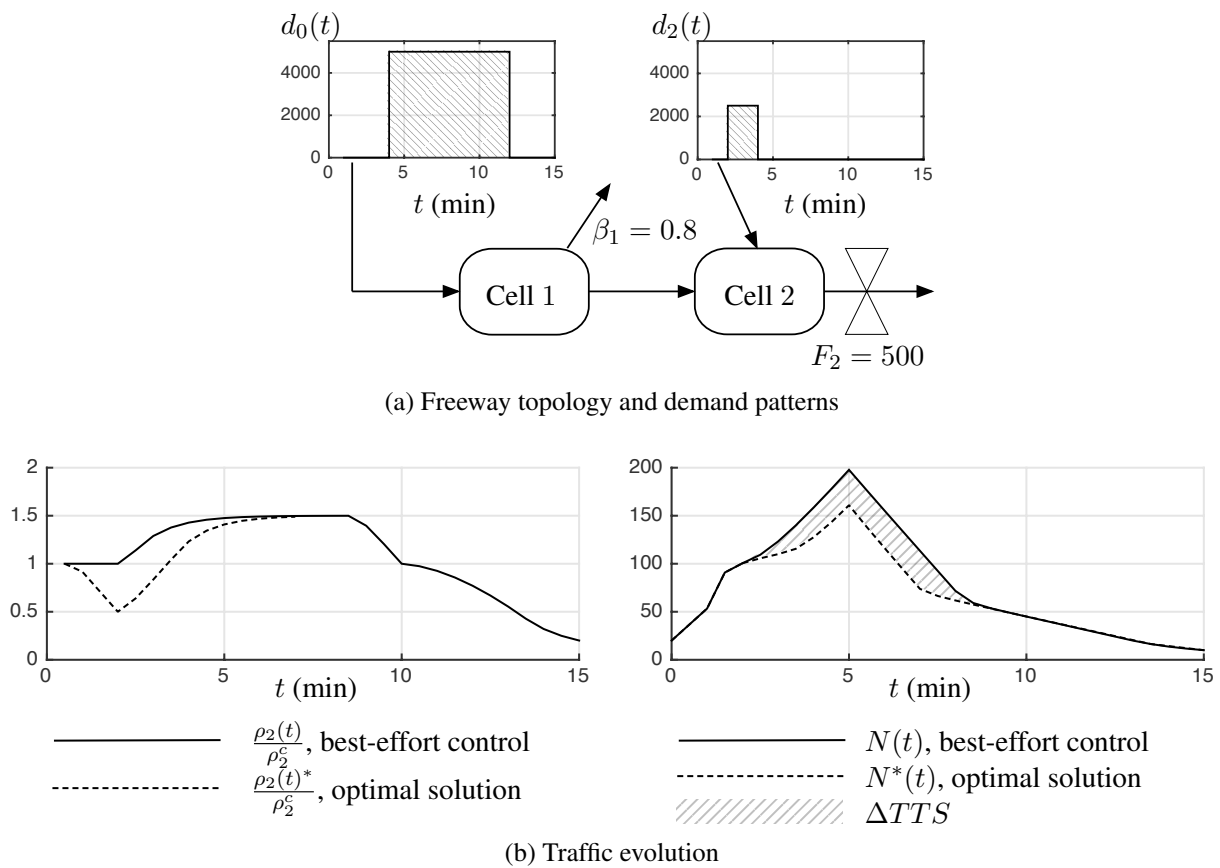 d_0(t)
d_2(t)
4000
2000
0
0 5 10 15
t (min)
4000
2000
0
0 5 10 15
t (min)
β_1 = 0.8
Cell 1
Cell 2
F_2 = 500
(a) Freeway topology and demand patterns
2
1.5
1
0.5
0
0 5 10 15
t (min)
200
150
100
50
0
0 5 10 15
t (min)
ρ_2(t)/ρ_2^c, best-effort control
ρ_2(t)^*/ρ_2^c, optimal solution
N(t), best-effort control
N^*(t), optimal solution
ΔTTS
(b) Traffic evolution